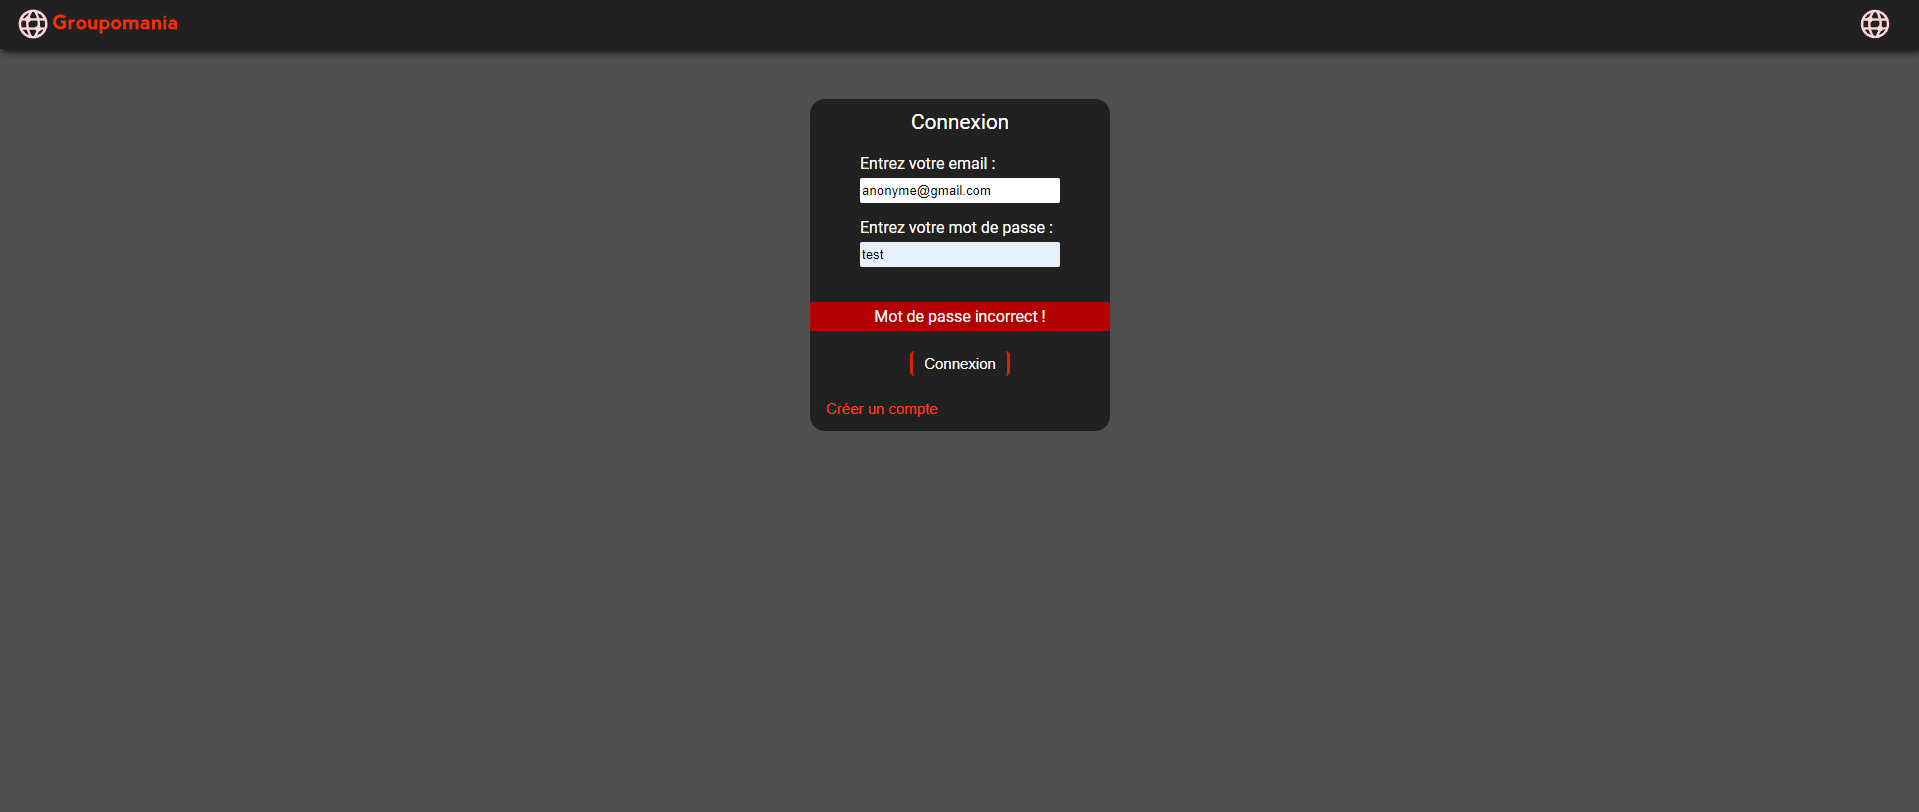 Groupomania
Connexion
Entrez votre email :
anonyme@gmail.com
Entrez votre mot de passe :
test
Mot de passe incorrect !
Connexion
Créer un compte